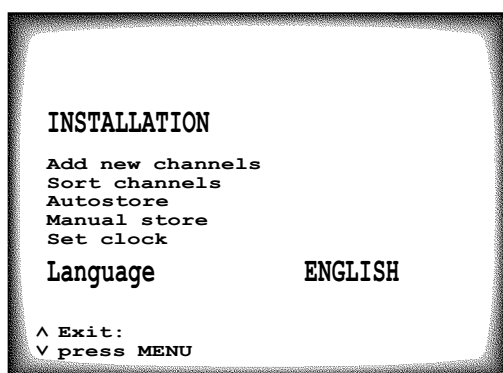 INSTALLATION
Add new channels
Sort channels
Autostore
Manual store
Set clock
Language ENGLISH
∧ Exit:
∨ press MENU